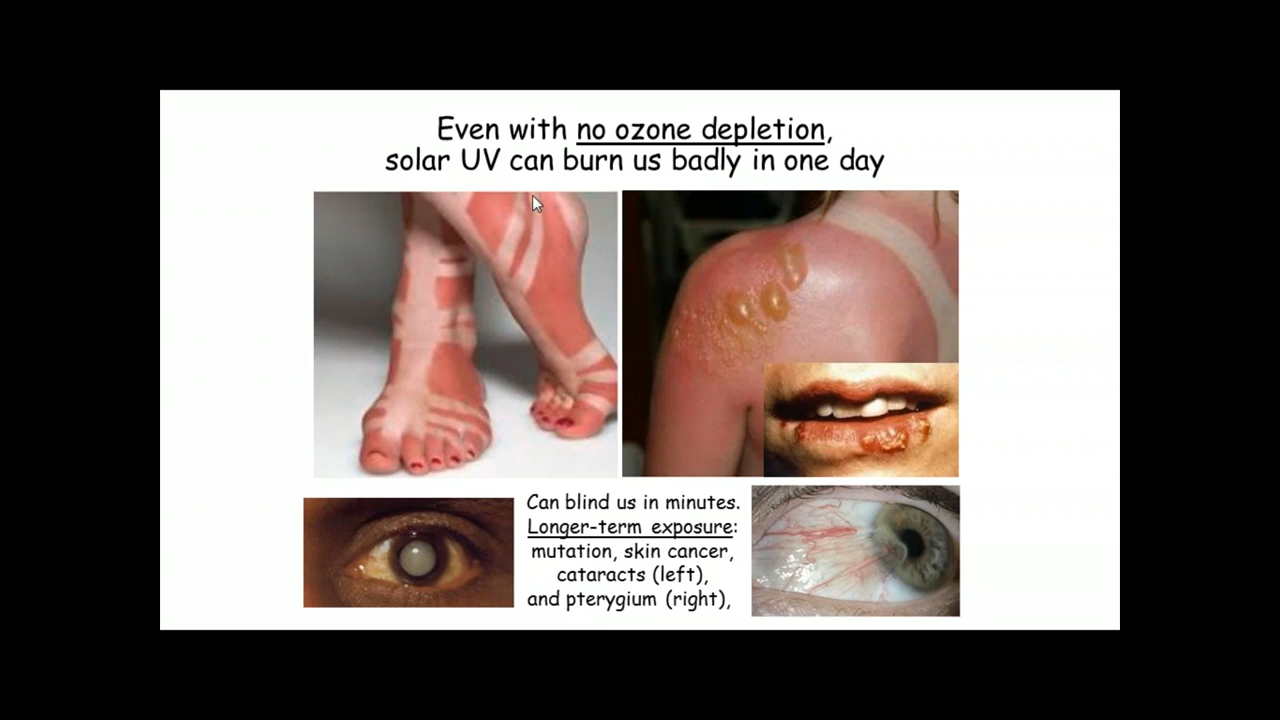 Even with no ozone depletion,
solar UV can burn us badly in one day
Can blind us in minutes.
Longer-term exposure:
mutation, skin cancer,
cataracts (left),
and pterygium (right),